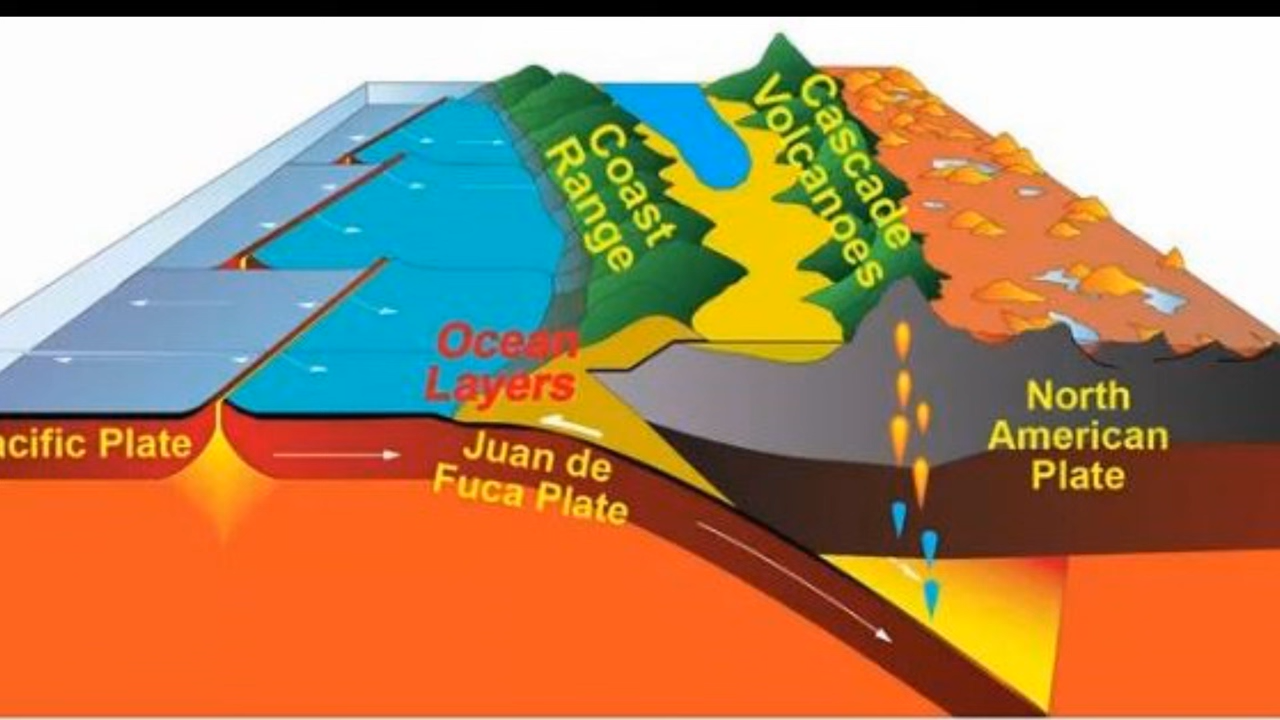 Coast
Range
Cascade
Volcanoes
Ocean
Layers
acific Plate
Juan de
Fuca Plate
North
American
Plate